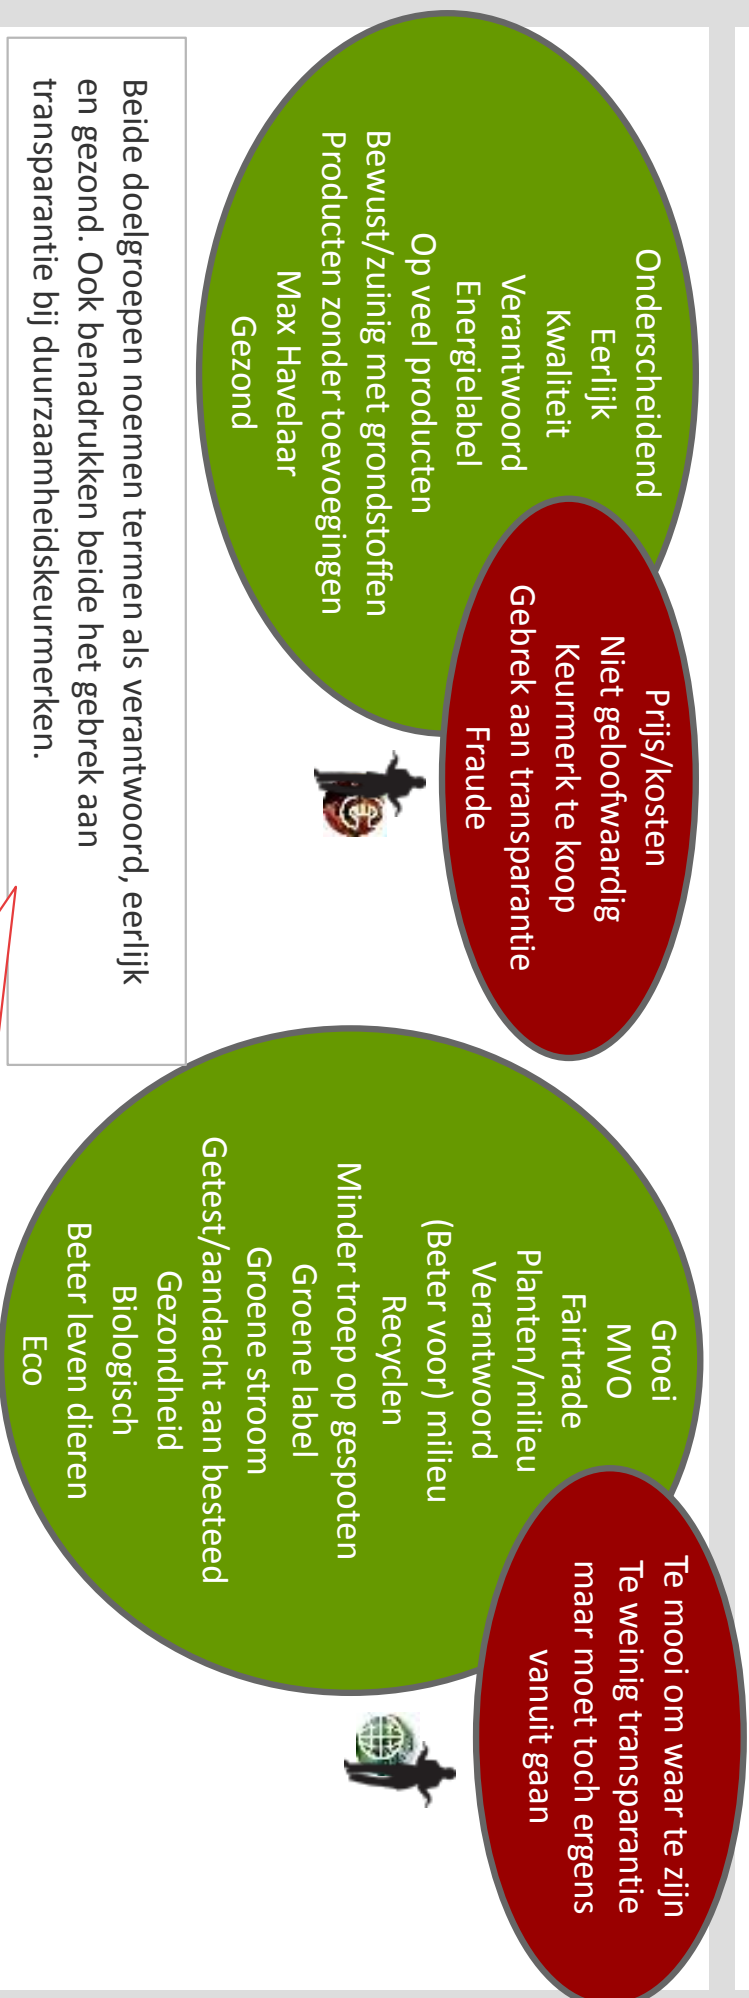 Onderscheidend
Eerlijk
Kwaliteit
Verantwoord
Energielabel
Op veel producten
Bewust/zuinig met grondstoffen
Producten zonder toevoegingen
Max Havelaar
Gezond
Prijs/kosten
Niet geloofwaardig
Keurmerk te koop
Gebrek aan transparantie
Fraude
Groei
MVO
Fairtrade
Planten/milieu
Verantwoord
(Beter voor) milieu
Recyclen
Minder troep op gespoten
Groene label
Groene stroom
Getest/aandacht aan besteed
Gezondheid
Biologisch
Beter leven dieren
Eco
Te mooi om waar te zijn
Te weinig transparantie
maar moet toch ergens
vanuit gaan
Beide doelgroepen noemen termen als verantwoord, eerlijk
en gezond. Ook benadrukken beide het gebrek aan
transparantie bij duurzaamheidskeurmerken.